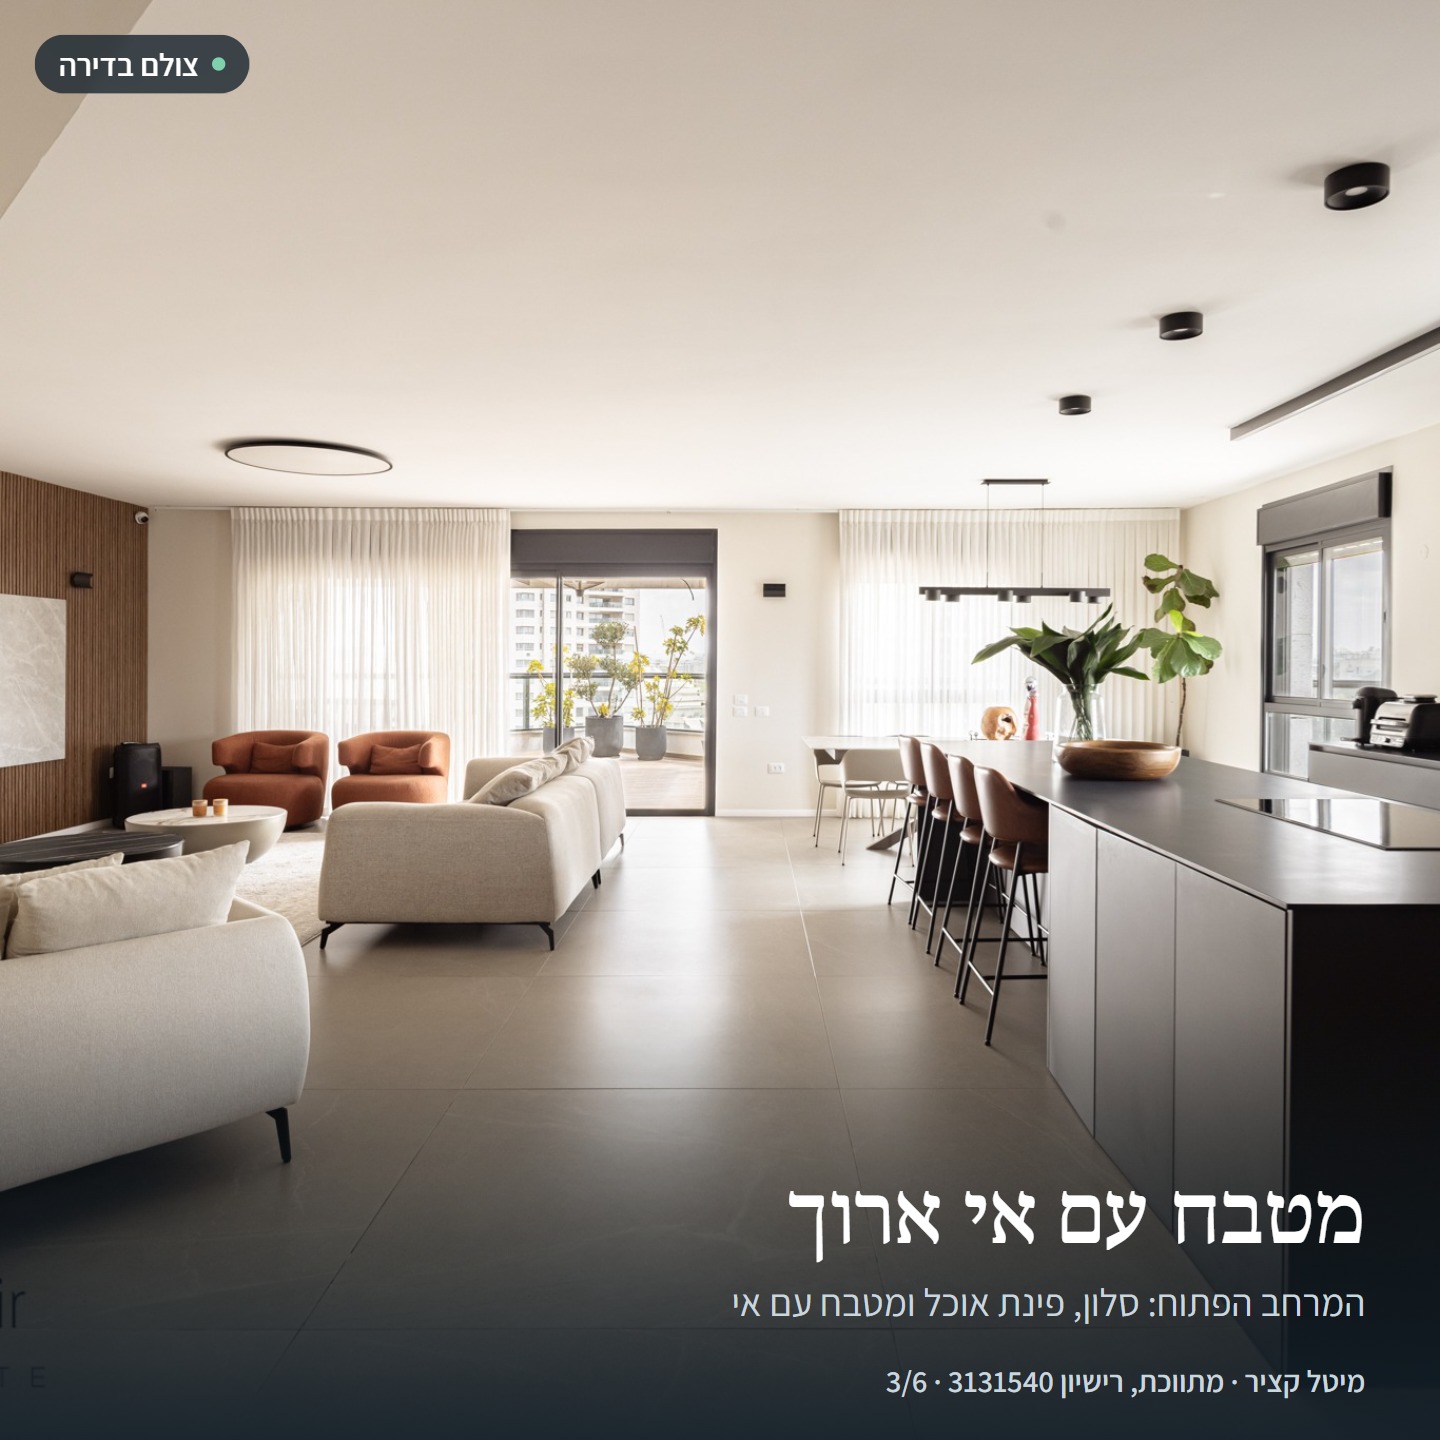 צולם בדירה
מטבח עם אי ארוך
המרחב הפתוח: סלון, פינת אוכל ומטבח עם אי
מיטל קציר · מתווכת, רישיון 3131540 · 3/6
ir
T E